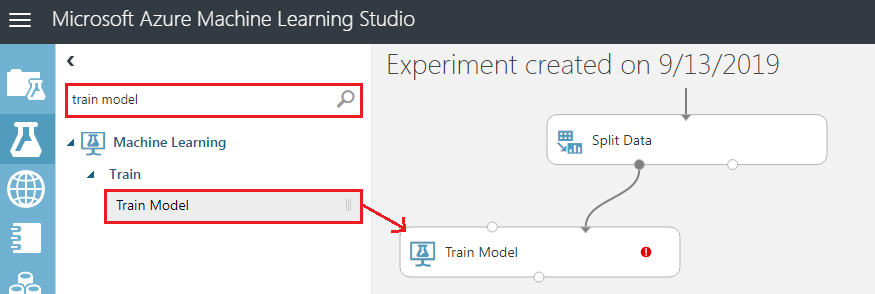 Microsoft Azure Machine Learning Studio
train model
Machine Learning
Train
Train Model
Experiment created on 9/13/2019
Split Data
Train Model